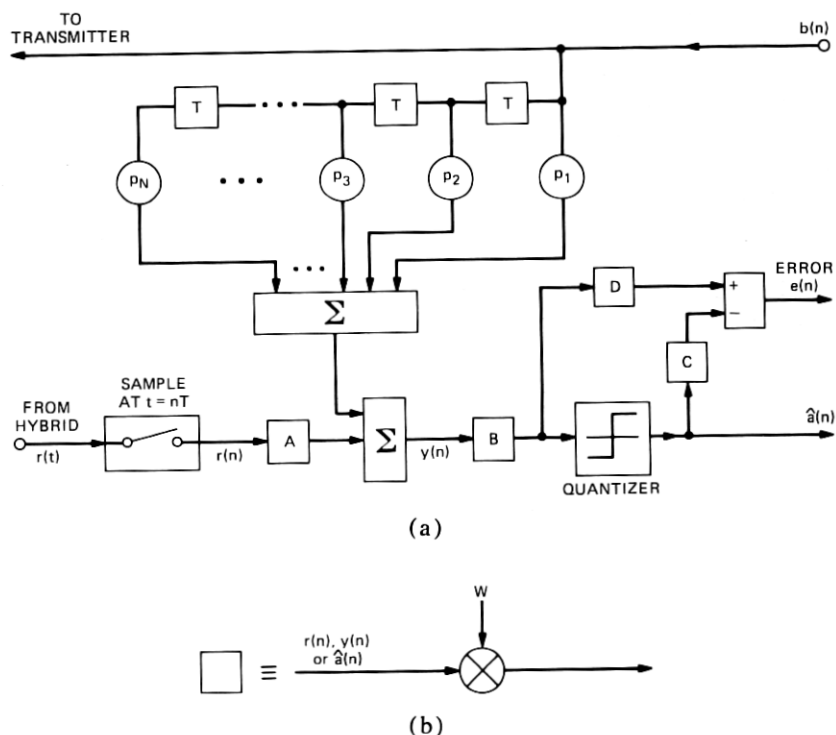 TO
TRANSMITTER
b(n)
T
T
T
pN
p3
p2
p1
Σ
D
ERROR
e(n)
+
−
C
FROM
HYBRID
r(t)
SAMPLE
AT t = nT
r(n)
A
Σ
y(n)
B
QUANTIZER
â(n)
(a)
W
r(n), y(n)
or â(n)
≡
(b)